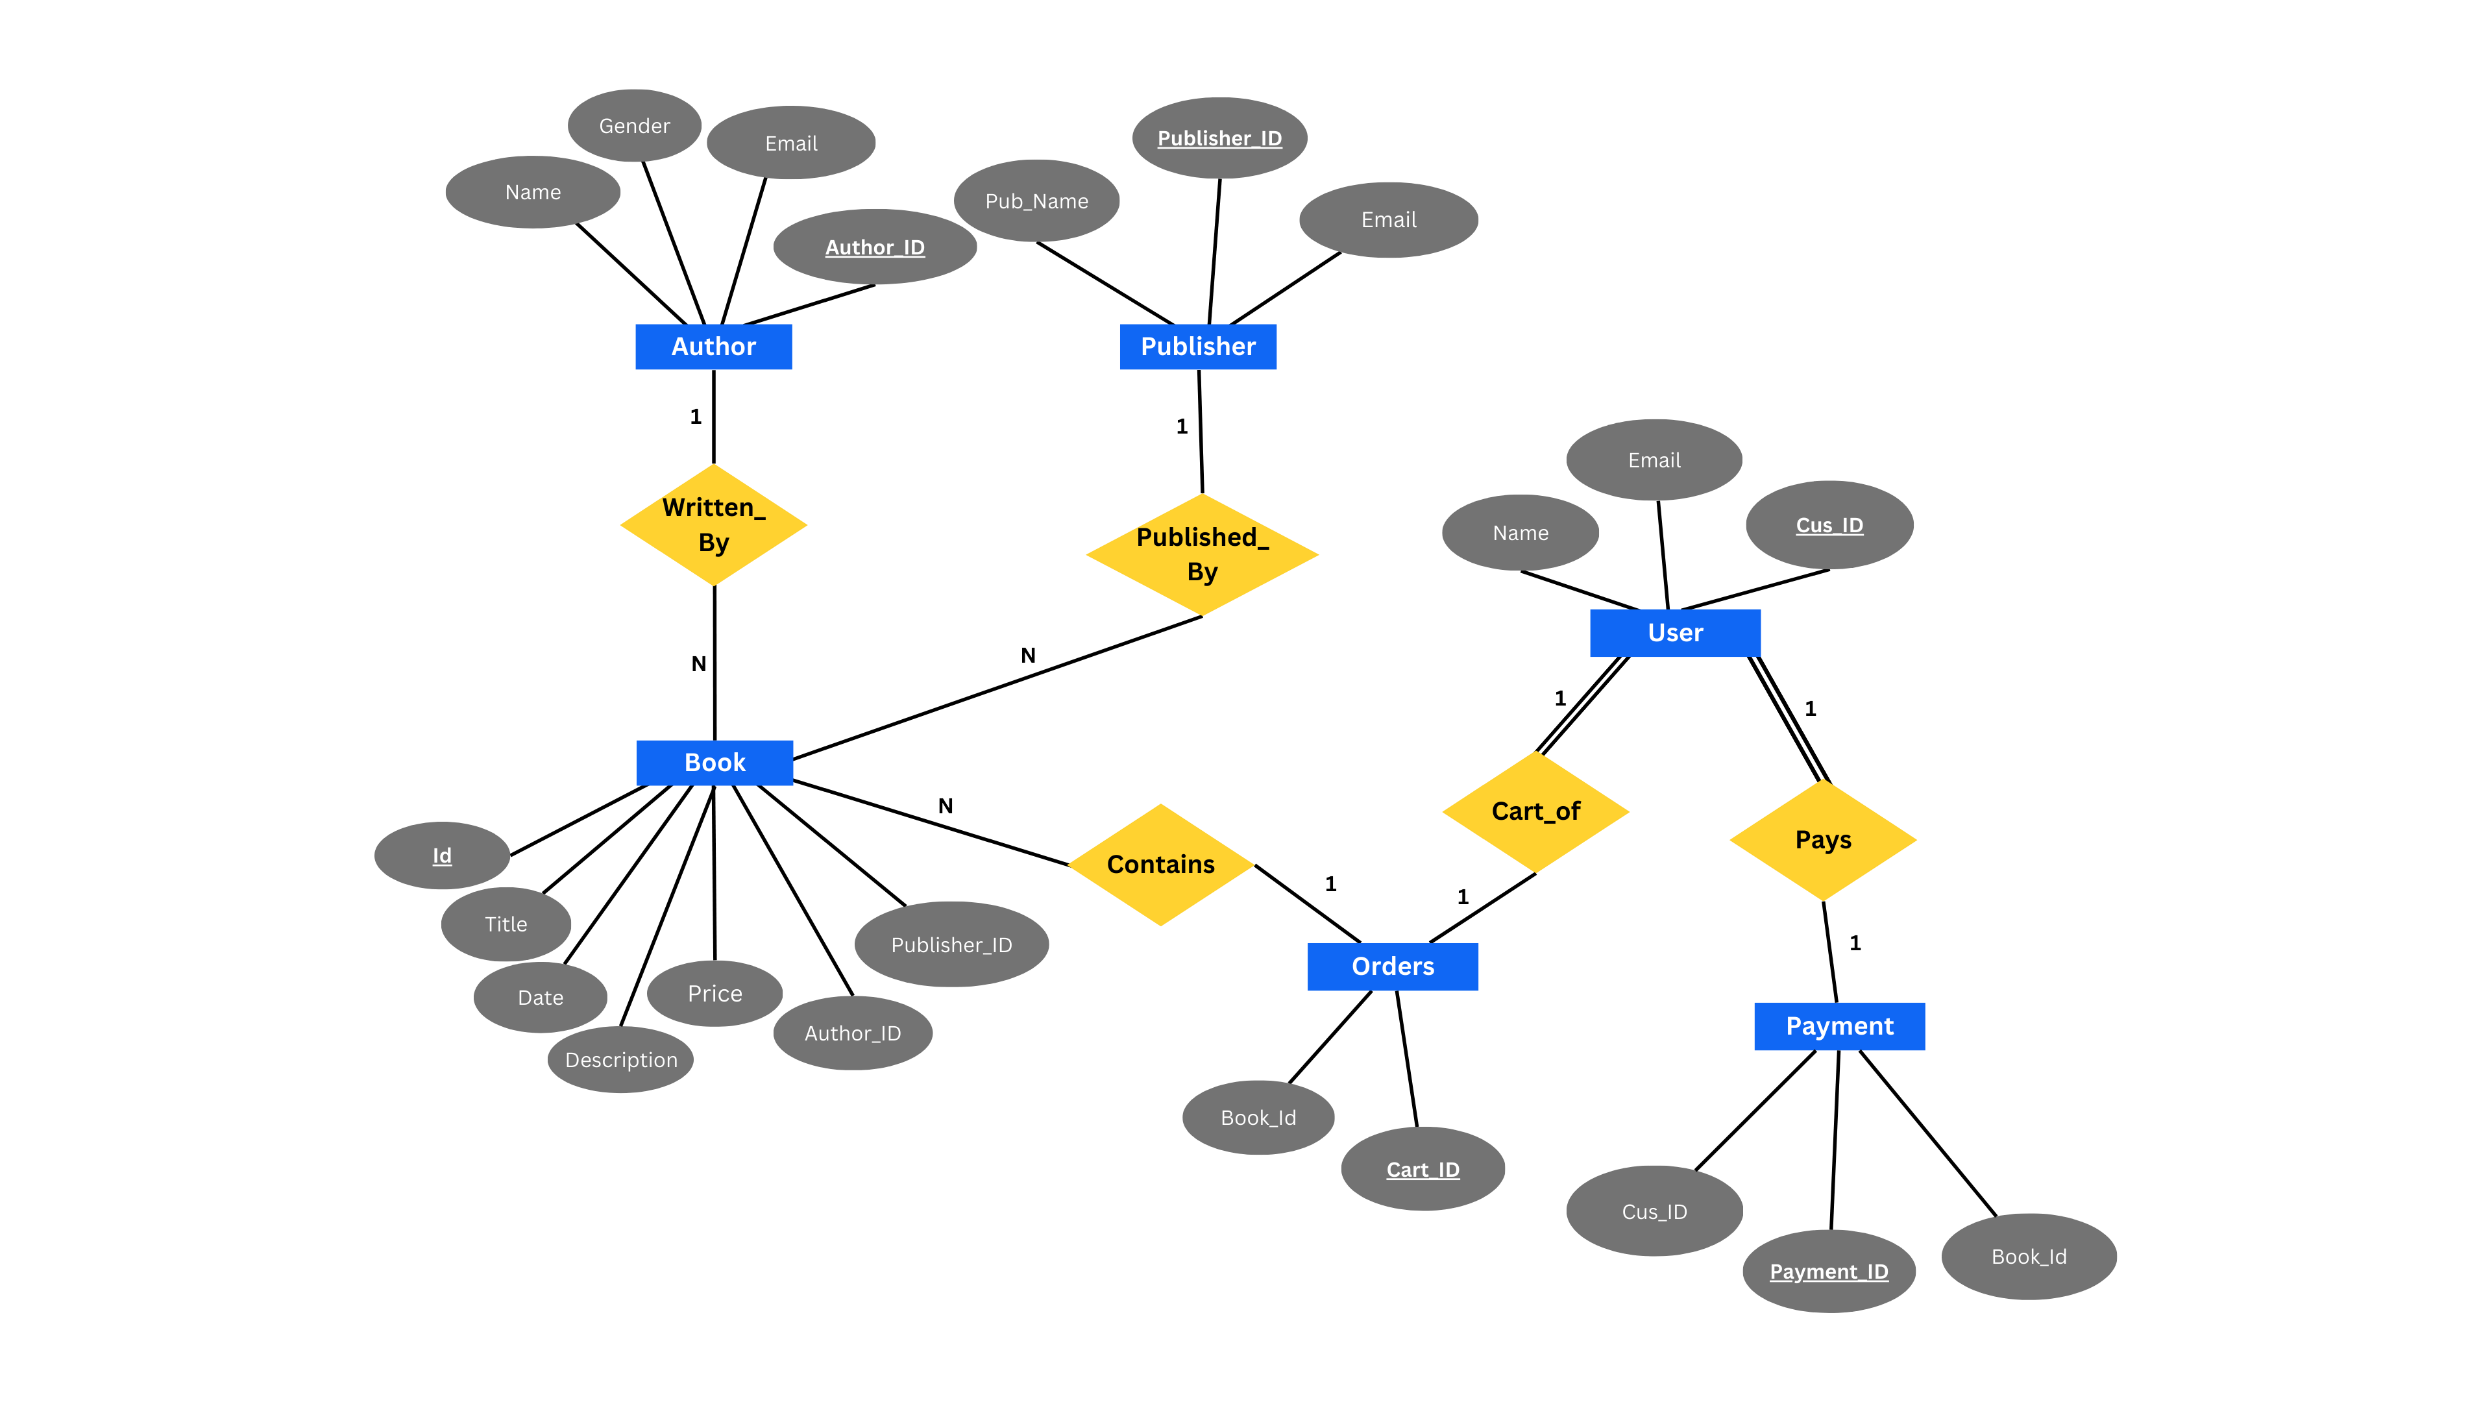 Gender
Email
Name
Author_ID
Author
1
Written_
By
N
Publisher_ID
Pub_Name
Email
Publisher
1
Published_
By
N
Book
Id
Title
Date
Description
Price
Author_ID
Publisher_ID
N
Contains
1
Email
Name
Cus_ID
User
1
Cart_of
1
Orders
Book_Id
Cart_ID
1
Pays
1
Payment
Cus_ID
Payment_ID
Book_Id